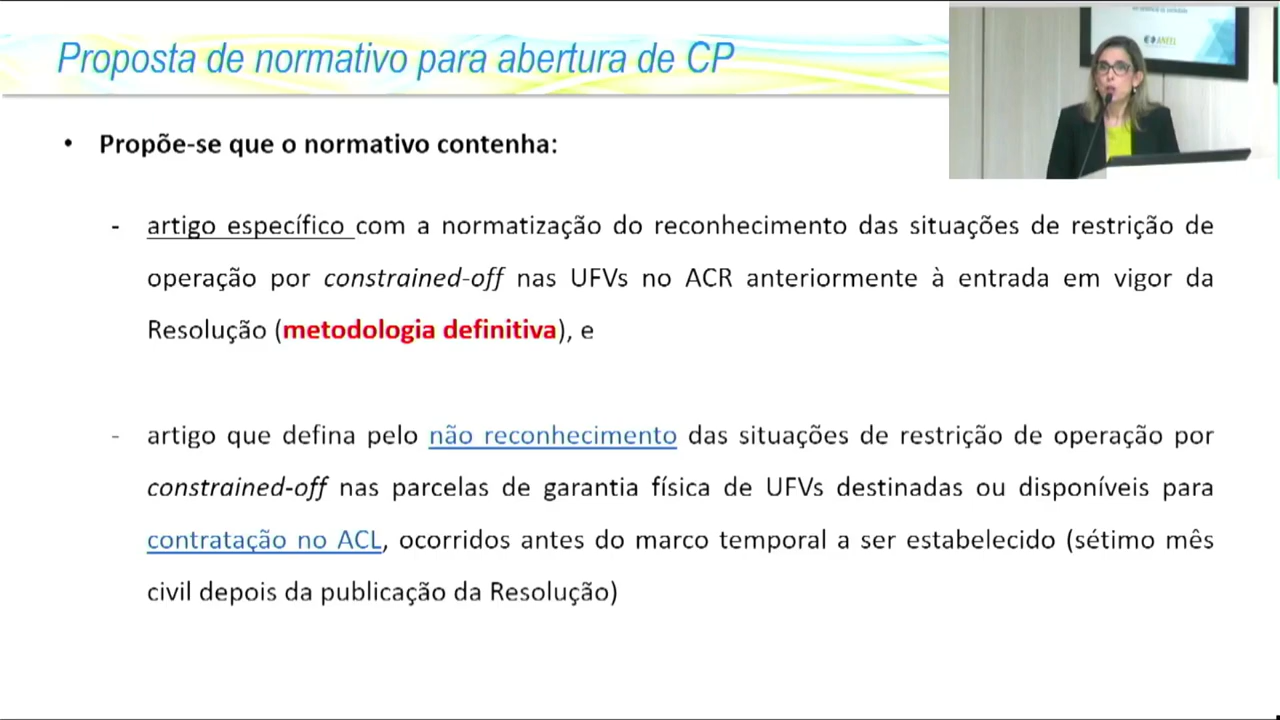 Proposta de normativo para abertura de CP
ANEEL
• Propõe-se que o normativo contenha:
- artigo específico com a normatização do reconhecimento das situações de restrição de
operação por constrained-off nas UFVs no ACR anteriormente à entrada em vigor da
Resolução (metodologia definitiva), e
- artigo que defina pelo não reconhecimento das situações de restrição de operação por
constrained-off nas parcelas de garantia física de UFVs destinadas ou disponíveis para
contratação no ACL, ocorridos antes do marco temporal a ser estabelecido (sétimo mês
civil depois da publicação da Resolução)